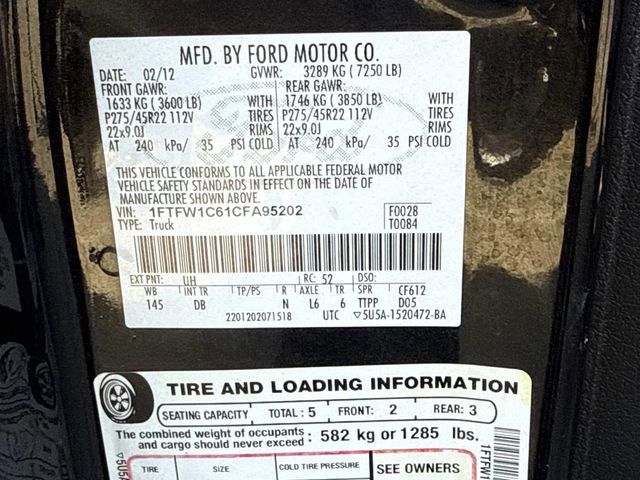 MFD. BY FORD MOTOR CO.
DATE: 02/12 GVWR: 3289 KG ( 7250 LB)
FRONT GAWR: REAR GAWR:
1633 KG ( 3600 LB) WITH 1746 KG ( 3850 LB) WITH
P275/45R22 112V TIRES P275/45R22 112V TIRES
22x9.0J RIMS 22x9.0J RIMS
AT 240 kPa/ 35 PSI COLD AT 240 kPa/ 35 PSI COLD
THIS VEHICLE CONFORMS TO ALL APPLICABLE FEDERAL MOTOR
VEHICLE SAFETY STANDARDS IN EFFECT ON THE DATE OF
MANUFACTURE SHOWN ABOVE.
VIN: 1FTFW1C61CFA95202 F0028
TYPE: Truck T0084
EXT PNT: UH RC: 52 DSO:
WB INT TR TP/PS R AXLE TR SPR CF612
145 DB N L6 6 TTPP D05
2201202071518 UTC ▽5U5A-1520472-BA
TIRE AND LOADING INFORMATION
SEATING CAPACITY TOTAL : 5 FRONT: 2 REAR: 3
The combined weight of occupants
and cargo should never exceed : 582 kg or 1285 lbs.
TIRE SIZE COLD TIRE PRESSURE SEE OWNERS
▽5U5A
1FTFW1